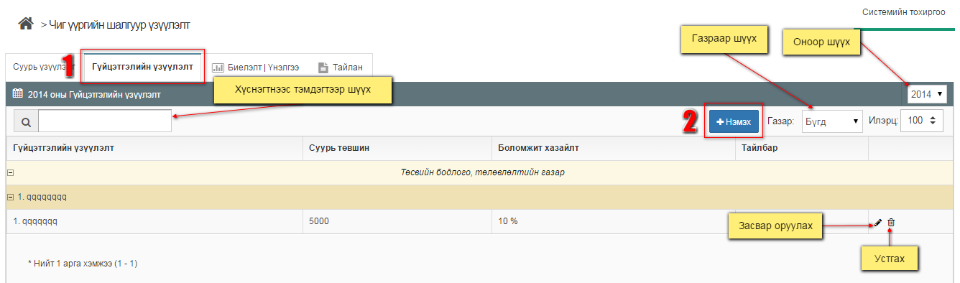 Системийн тохиргоо
> Чиг үүргийн шалгуур үзүүлэлт
Газраар шүүх
Оноор шүүх
Суурь үзүүлэлт
1
Гүйцэтгэлийн үзүүлэлт
Биелэлт | Үнэлгээ
Тайлан
Хүснэгтнээс тэмдэгтээр шүүх
2014 оны Гүйцэтгэлийн үзүүлэлт
2014
2
+ Нэмэх
Газар:
Бүгд
Илэрц:
100
Гүйцэтгэлийн үзүүлэлт
Суурь төвшин
Боломжит хазайлт
Тайлбар
Төсвийн бодлого, төлөвлөлтийн газар
1. qqqqqqqq
1. qqqqqqq
5000
10 %
Засвар оруулах
Устгах
* Нийт 1 арга хэмжээ (1 - 1)